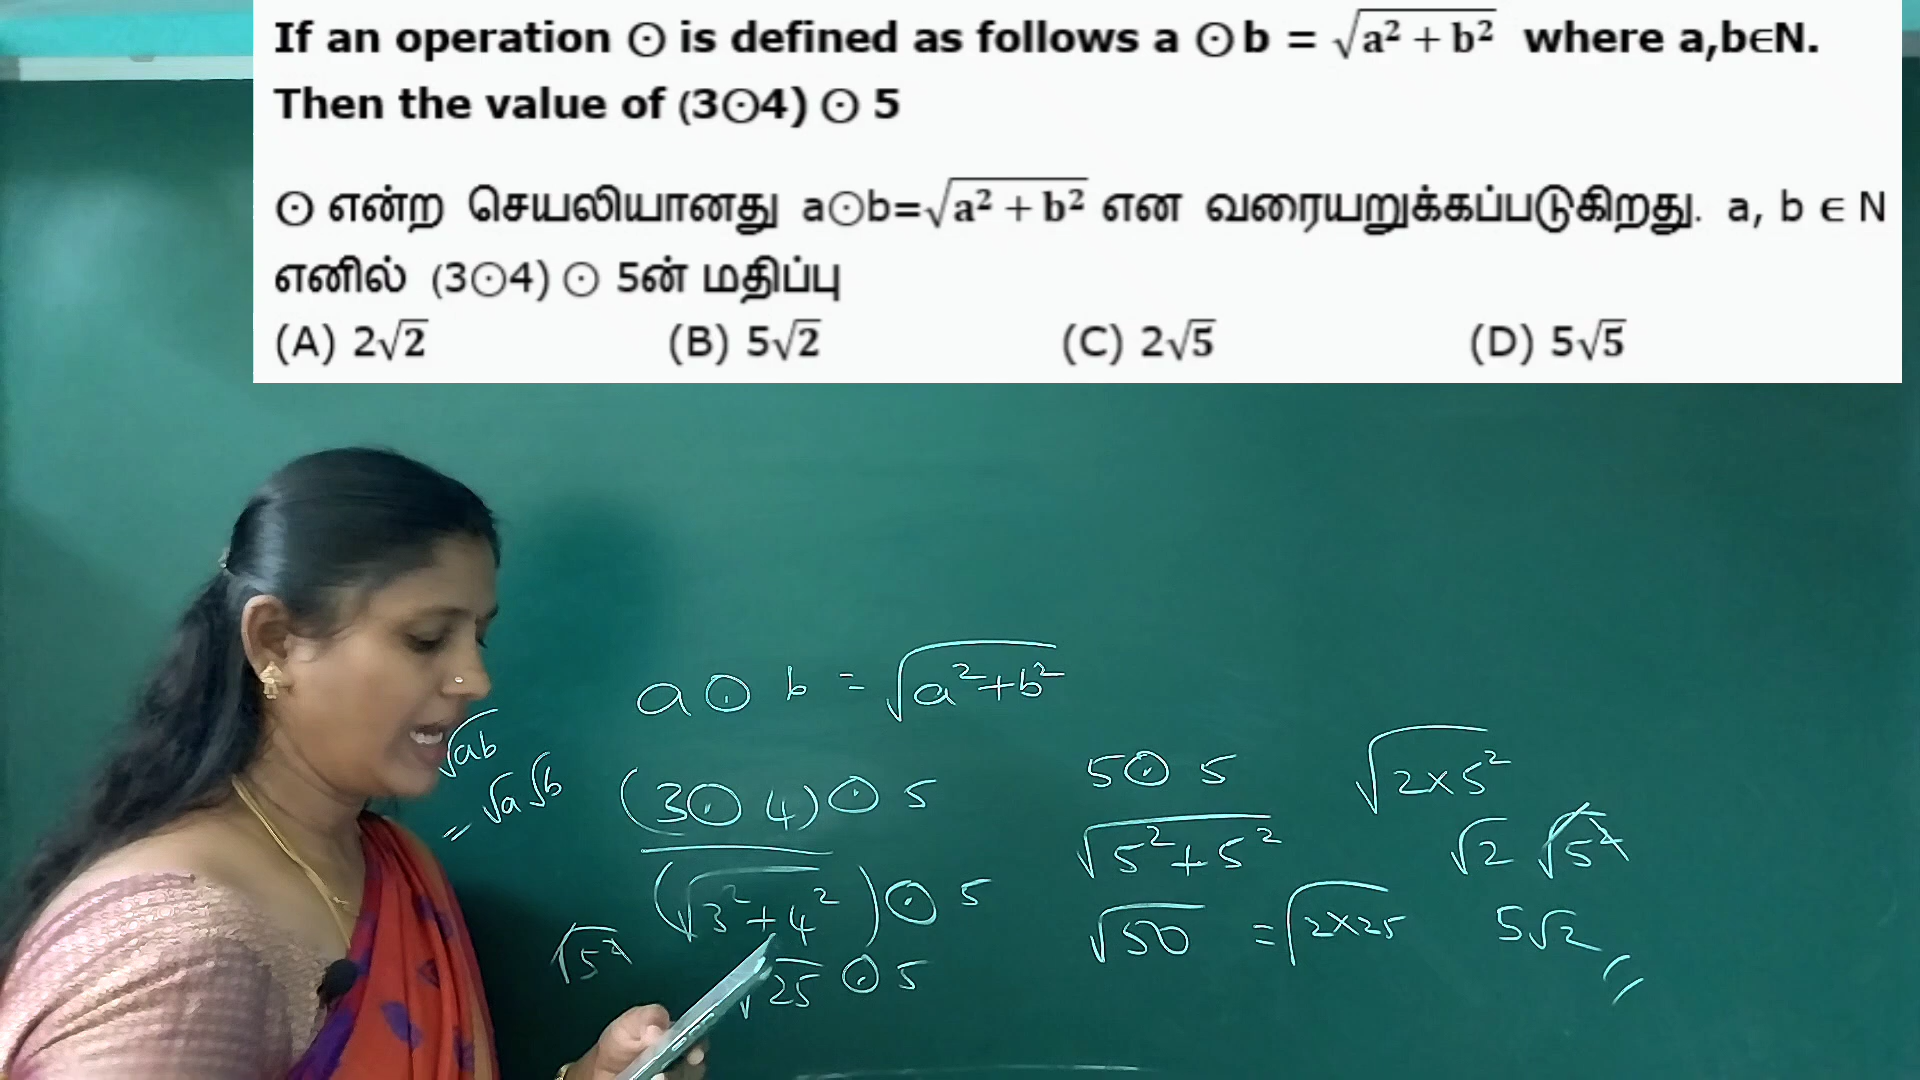 If an operation ⊙ is defined as follows a ⊙ b = √(a² + b²) where a,b∈N.
Then the value of (3⊙4) ⊙ 5
⊙ என்ற செயலியானது a⊙b=√(a² + b²) என வரையறுக்கப்படுகிறது. a, b ∈ N
எனில் (3⊙4) ⊙ 5ன் மதிப்பு
(A) 2√2 (B) 5√2 (C) 2√5 (D) 5√5
a ⊙ b = √(a²+b²)
√ab
= √a √b
(3⊙4)⊙ 5
(√(3²+4²))⊙ 5
√5²
√25 ⊙ 5
5⊙ 5
√(5²+5²)
√50 = √(2×25)
√(2×5²)
√2 √5²
5√2